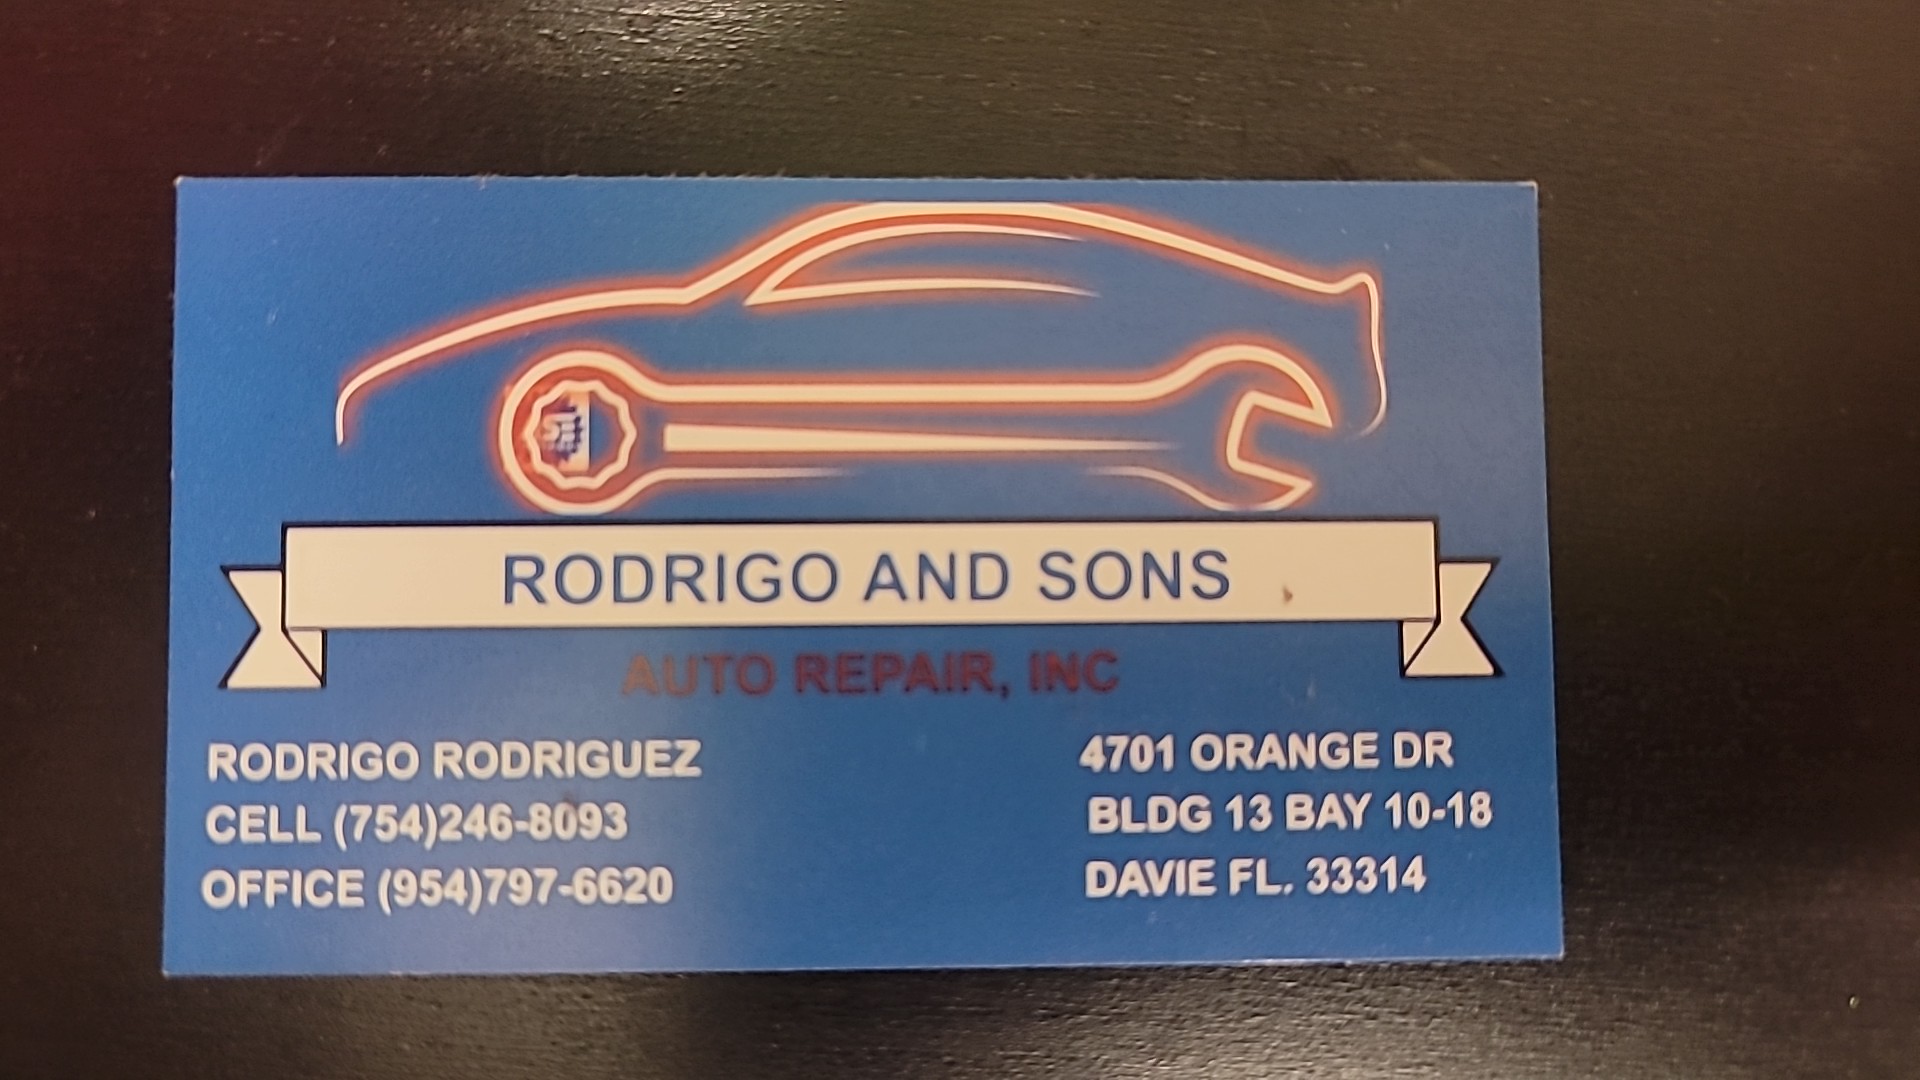 RODRIGO AND SONS
AUTO REPAIR, INC
RODRIGO RODRIGUEZ
CELL (754)246-8093
OFFICE (954)797-6620
4701 ORANGE DR
BLDG 13 BAY 10-18
DAVIE FL. 33314